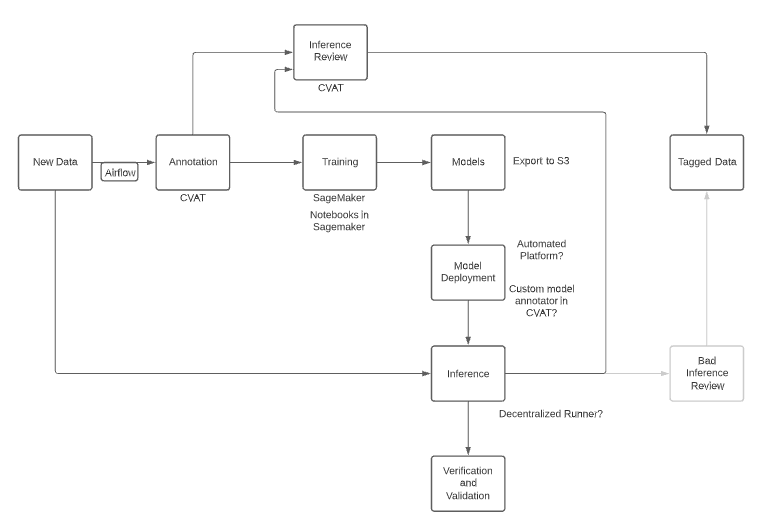 Inference
Review
CVAT
New Data
Airflow
Annotation
CVAT
Training
SageMaker
Notebooks in
Sagemaker
Models
Export to S3
Tagged Data
Model
Deployment
Automated
Platform?
Custom model
annotator in
CVAT?
Inference
Decentralized Runner?
Bad
Inference
Review
Verification
and
Validation